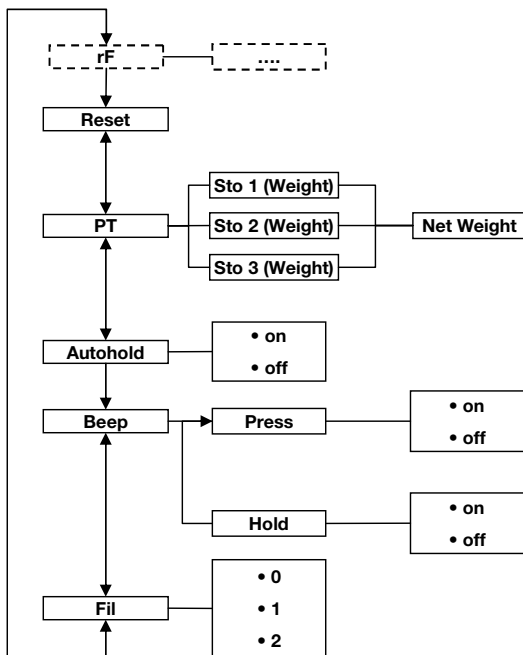 rF
....
Reset
Sto 1 (Weight)
PT
Sto 2 (Weight)
Net Weight
Sto 3 (Weight)
Autohold
• on
• off
Beep
Press
• on
• off
Hold
• on
• off
Fil
• 0
• 1
• 2